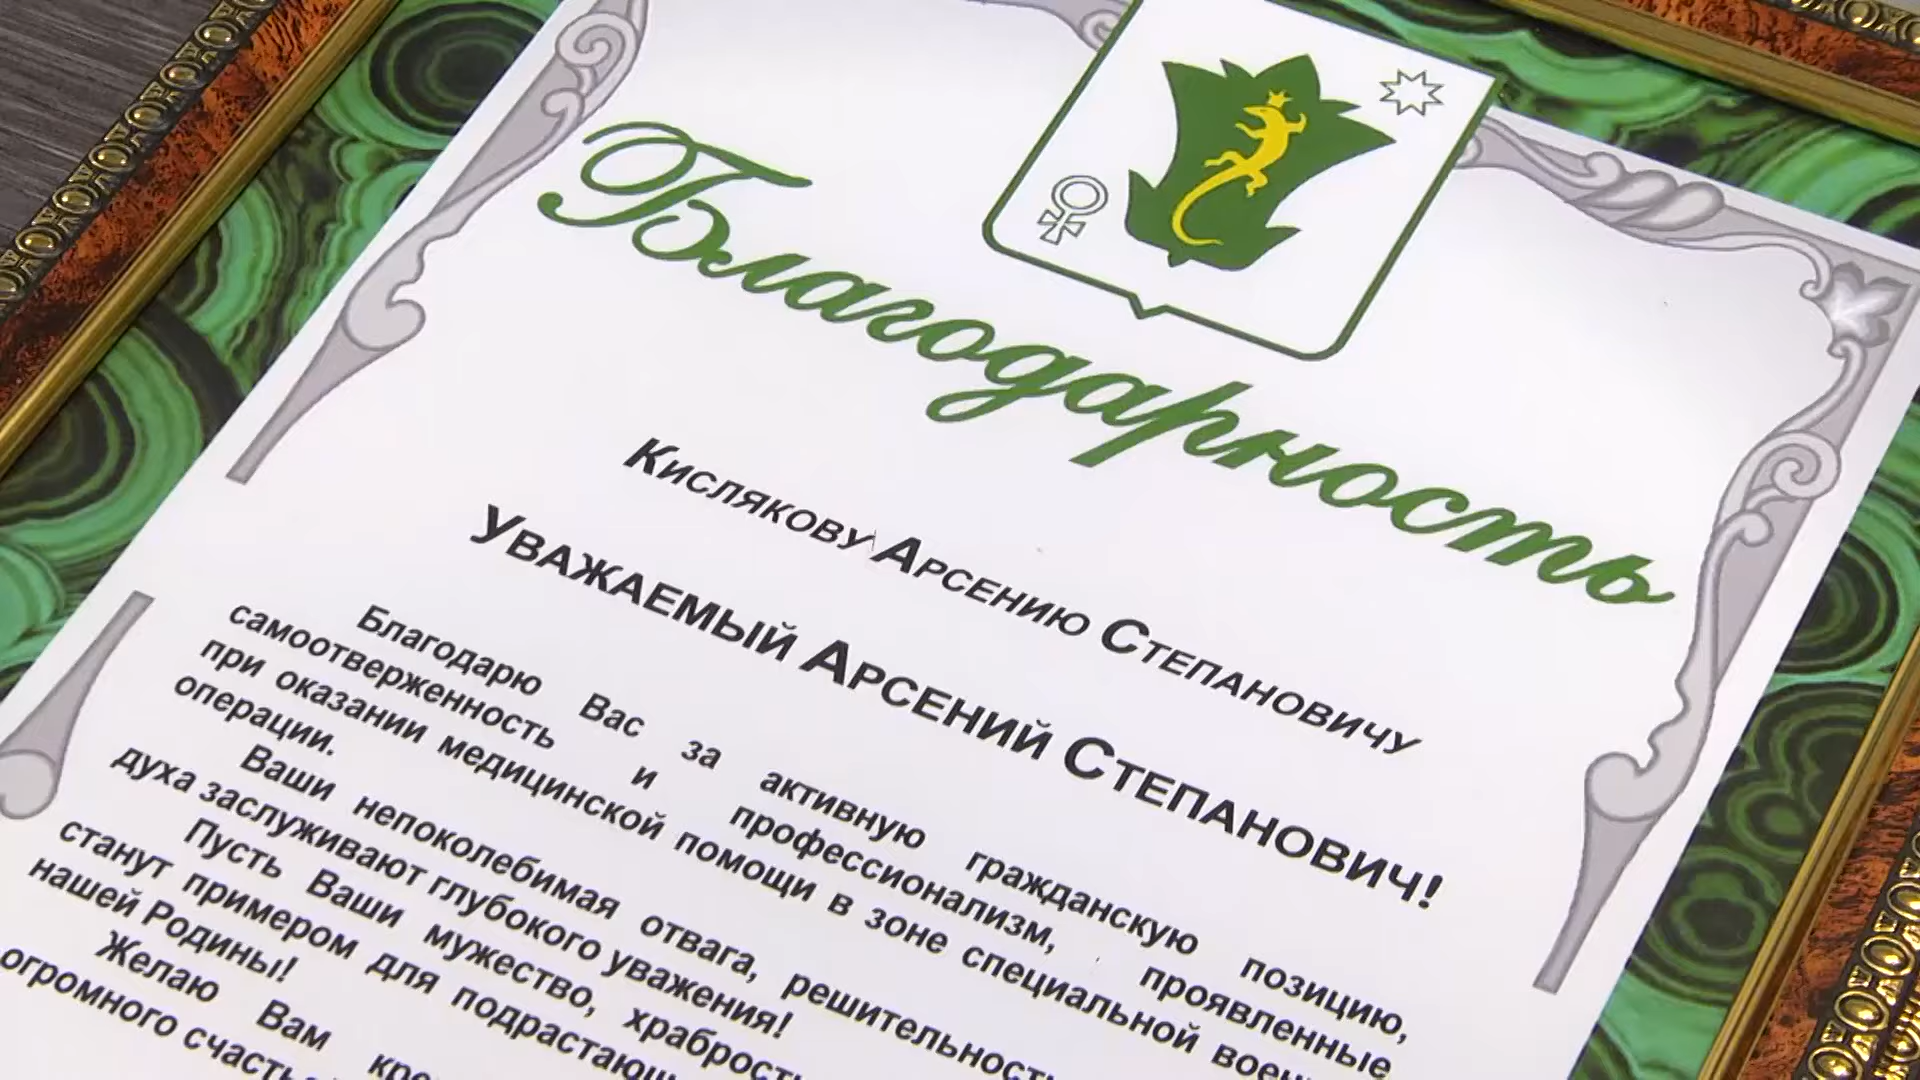 Благодарность
Кислякову Арсению Степановичу
Уважаемый Арсений Степанович!
Благодарю Вас за активную гражданскую позицию,
самоотверженность и профессионализм, проявленные
при оказании медицинской помощи в зоне специальной воен
операции.
Ваши непоколебимая отвага, решительность
духа заслуживают глубокого уважения!
Пусть Ваши мужество, храбрость
станут примером для подрастающ
нашей Родины!
Желаю Вам кре
огромного счасть